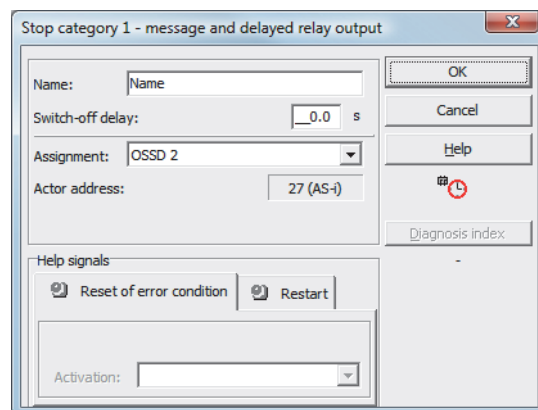 Stop category 1 - message and delayed relay output
Name: Name
Switch-off delay: __0.0 s
Assignment: OSSD 2
Actor address: 27 (AS-i)
OK
Cancel
Help
Diagnosis index
-
Help signals
Reset of error condition
Restart
Activation: